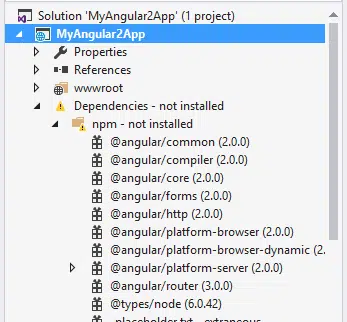 Solution 'MyAngular2App' (1 project)
MyAngular2App
Properties
References
wwwroot
Dependencies - not installed
npm - not installed
@angular/common (2.0.0)
@angular/compiler (2.0.0)
@angular/core (2.0.0)
@angular/forms (2.0.0)
@angular/http (2.0.0)
@angular/platform-browser (2.0.0)
@angular/platform-browser-dynamic (2.
@angular/platform-server (2.0.0)
@angular/router (3.0.0)
@types/node (6.0.42)
.placeholder.txt - extraneous